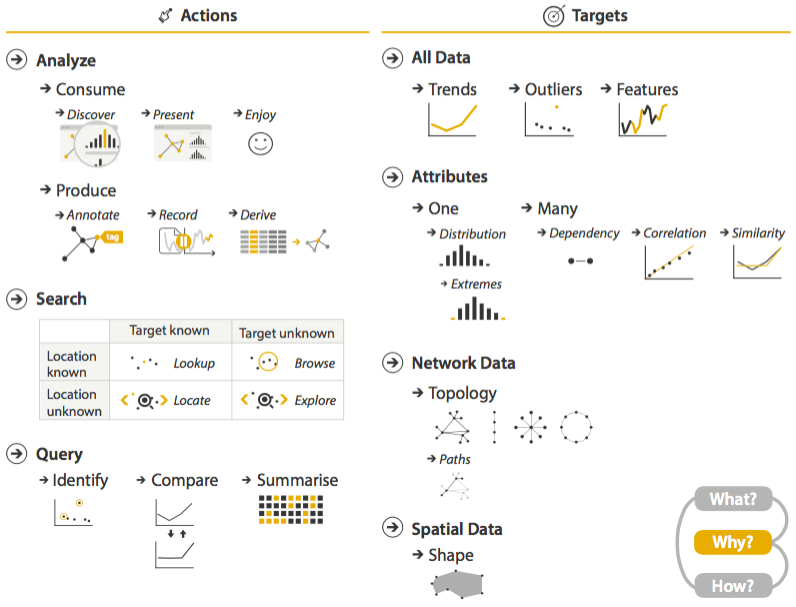 Actions
Analyze
Consume
Discover
Present
Enjoy
Produce
Annotate
Record
Derive
tag
Search
Target known
Target unknown
Location known
Lookup
Browse
Location unknown
Locate
Explore
Query
Identify
Compare
Summarise
Targets
All Data
Trends
Outliers
Features
Attributes
One
Many
Distribution
Dependency
Correlation
Similarity
Extremes
Network Data
Topology
Paths
Spatial Data
Shape
What?
Why?
How?